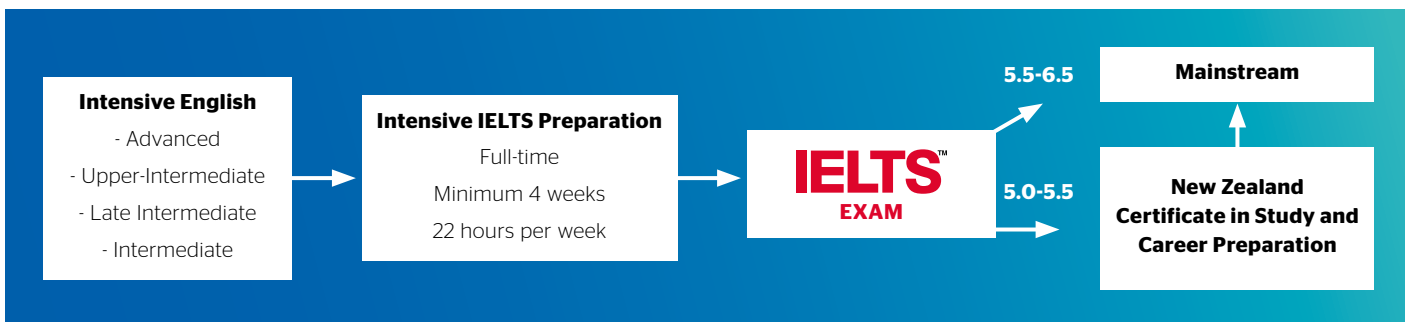 Intensive English
- Advanced
- Upper-Intermediate
- Late Intermediate
- Intermediate
Intensive IELTS Preparation
Full-time
Minimum 4 weeks
22 hours per week
IELTS™
EXAM
5.5-6.5
5.0-5.5
Mainstream
New Zealand
Certificate in Study and
Career Preparation